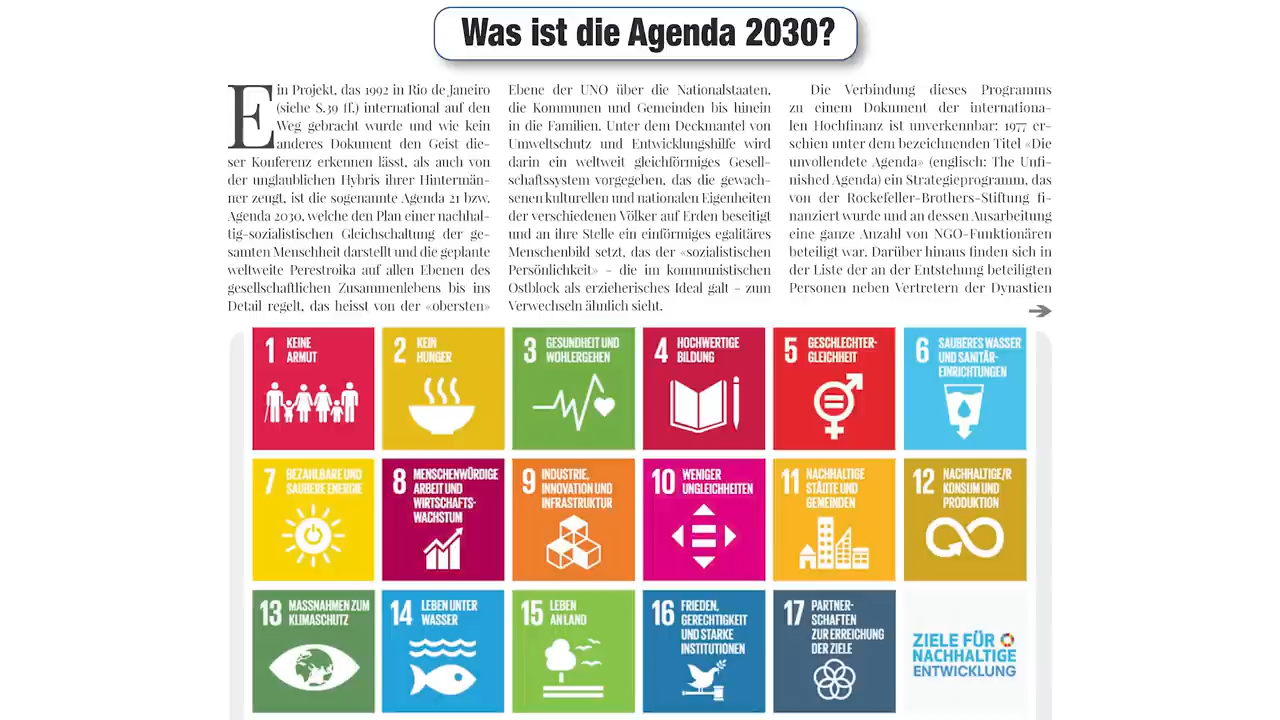 Was ist die Agenda 2030?
Ein Projekt, das 1992 in Rio de Janeiro
(siehe S.39 ff.) international auf den
Weg gebracht wurde und wie kein
anderes Dokument den Geist die-
ser Konferenz erkennen lässt, als auch von
der unglaublichen Hybris ihrer Hintermän-
ner zeugt, ist die sogenannte Agenda 21 bzw.
Agenda 2030, welche den Plan einer nachhal-
tig-sozialistischen Gleichschaltung der ge-
samten Menschheit darstellt und die geplante
weltweite Perestroika auf allen Ebenen des
gesellschaftlichen Zusammenlebens bis ins
Detail regelt, das heisst von der «obersten»
Ebene der UNO über die Nationalstaaten,
die Kommunen und Gemeinden bis hinein
in die Familien. Unter dem Deckmantel von
Umweltschutz und Entwicklungshilfe wird
darin ein weltweit gleichförmiges Gesell-
schaftssystem vorgegeben, das die gewach-
senen kulturellen und nationalen Eigenheiten
der verschiedenen Völker auf Erden beseitigt
und an ihre Stelle ein einförmiges egalitäres
Menschenbild setzt, das der «sozialistischen
Persönlichkeit» – die im kommunistischen
Ostblock als erzieherisches Ideal galt – zum
Verwechseln ähnlich sieht.
Die Verbindung dieses Programms
zu einem Dokument der internationa-
len Hochfinanz ist unverkennbar: 1977 er-
schien unter dem bezeichnenden Titel «Die
unvollendete Agenda» (englisch: The Unfi-
nished Agenda) ein Strategieprogramm, das
von der Rockefeller-Brothers-Stiftung fi-
nanziert wurde und an dessen Ausarbeitung
eine ganze Anzahl von NGO-Funktionären
beteiligt war. Darüber hinaus finden sich in
der Liste der an der Entstehung beteiligten
Personen neben Vertretern der Dynastien
1 KEINE
ARMUT
2 KEIN
HUNGER
3 GESUNDHEIT UND
WOHLERGEHEN
4 HOCHWERTIGE
BILDUNG
5 GESCHLECHTER-
GLEICHHEIT
6 SAUBERES WASSER
UND SANITÄR-
EINRICHTUNGEN
7 BEZAHLBARE UND
SAUBERE ENERGIE
8 MENSCHENWÜRDIGE
ARBEIT UND
WIRTSCHAFTS-
WACHSTUM
9 INDUSTRIE,
INNOVATION UND
INFRASTRUKTUR
10 WENIGER
UNGLEICHHEITEN
11 NACHHALTIGE
STÄDTE UND
GEMEINDEN
12 NACHHALTIGE/R
KONSUM UND
PRODUKTION
13 MASSNAHMEN ZUM
KLIMASCHUTZ
14 LEBEN UNTER
WASSER
15 LEBEN
AN LAND
16 FRIEDEN,
GERECHTIGKEIT
UND STARKE
INSTITUTIONEN
17 PARTNER-
SCHAFTEN
ZUR ERREICHUNG
DER ZIELE
ZIELE FÜR
NACHHALTIGE
ENTWICKLUNG